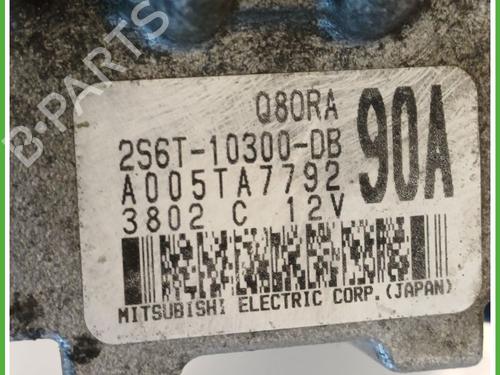 B-PARTS
Q80RA
2S6T-10300-DB
90A
A005TA7792
3802 C 12V
MITSUBISHI ELECTRIC CORP.(JAPAN)